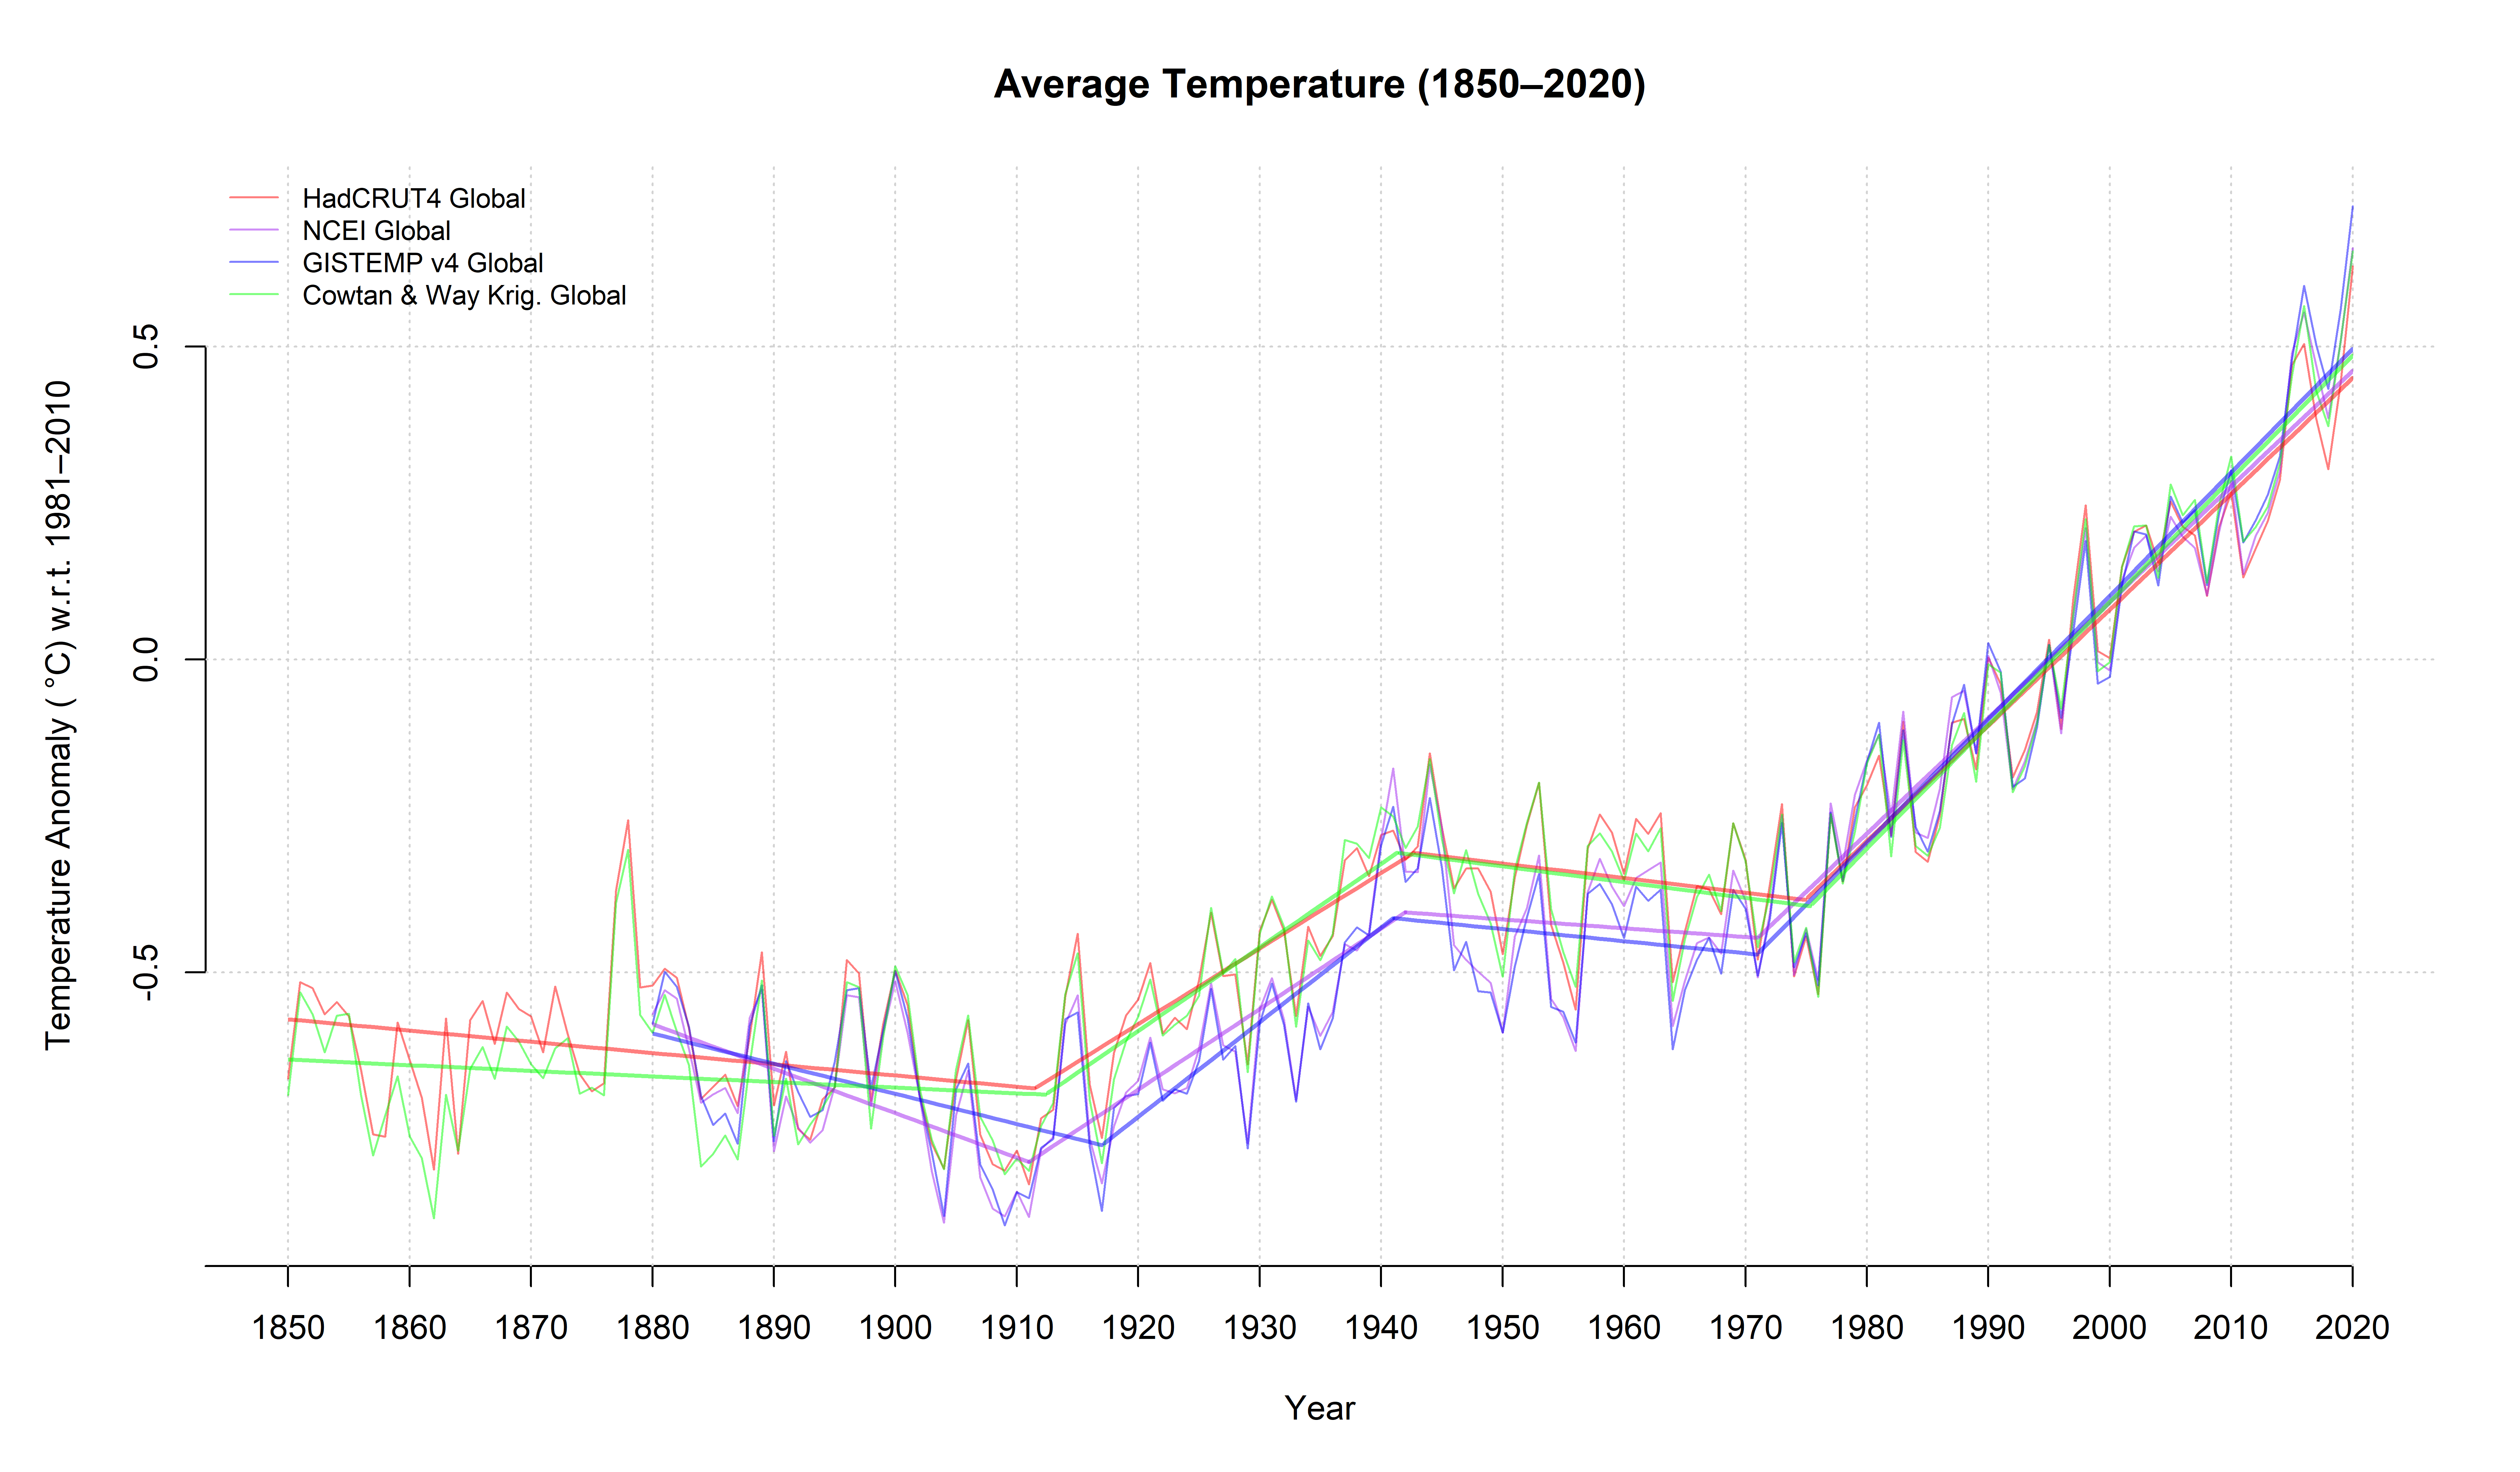 Average Temperature (1850–2020)
HadCRUT4 Global
NCEI Global
GISTEMP v4 Global
Cowtan & Way Krig. Global
Temperature Anomaly ( °C) w.r.t. 1981–2010
0.5
0.0
-0.5
1850 1860 1870 1880 1890 1900 1910 1920 1930 1940 1950 1960 1970 1980 1990 2000 2010 2020
Year